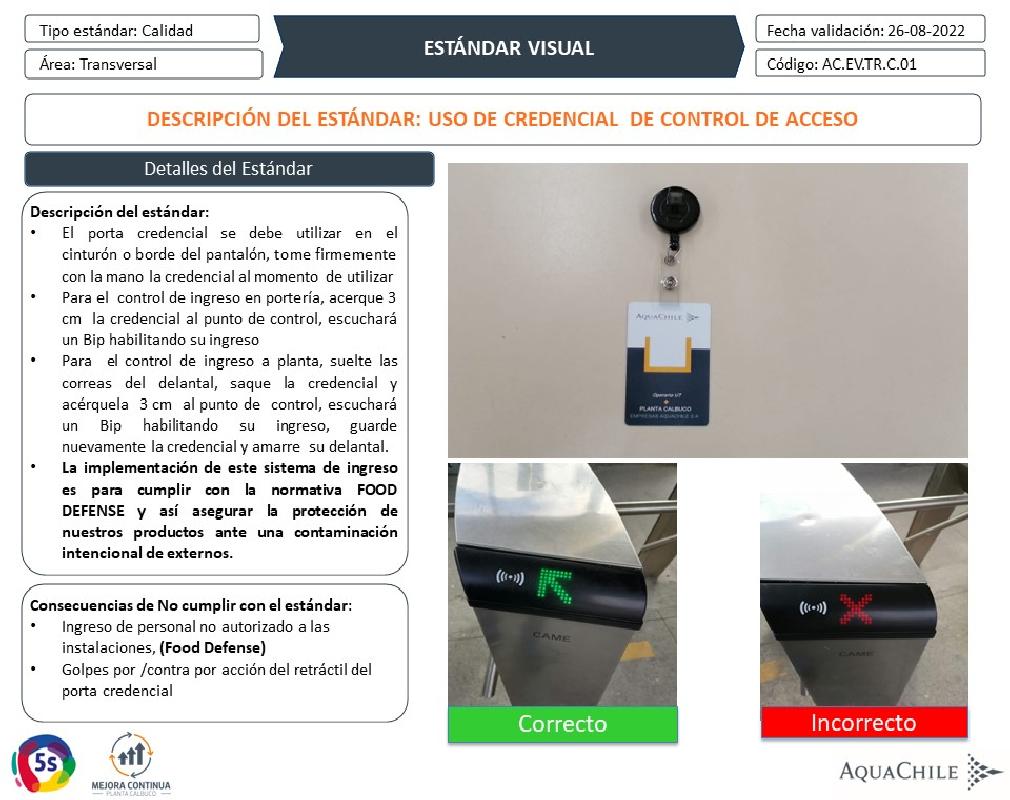 Tipo estándar: Calidad
Área: Transversal
ESTÁNDAR VISUAL
Fecha validación: 26-08-2022
Código: AC.EV.TR.C.01
DESCRIPCIÓN DEL ESTÁNDAR: USO DE CREDENCIAL DE CONTROL DE ACCESO
Detalles del Estándar
Descripción del estándar:
• El porta credencial se debe utilizar en el
cinturón o borde del pantalón, tome firmemente
con la mano la credencial al momento de utilizar
• Para el control de ingreso en portería, acerque 3
cm la credencial al punto de control, escuchará
un Bip habilitando su ingreso
• Para el control de ingreso a planta, suelte las
correas del delantal, saque la credencial y
acérquela 3 cm al punto de control, escuchará
un Bip habilitando su ingreso, guarde
nuevamente la credencial y amarre su delantal.
• La implementación de este sistema de ingreso
es para cumplir con la normativa FOOD
DEFENSE y así asegurar la protección de
nuestros productos ante una contaminación
intencional de externos.
Consecuencias de No cumplir con el estándar:
• Ingreso de personal no autorizado a las
instalaciones, (Food Defense)
• Golpes por /contra por acción del retráctil del
porta credencial
AQUACHILE
Operario UT
PLANTA CALBUCO
EMPRESAS AQUACHILE S.A
CAME
CAME
Correcto
Incorrecto
5s
MEJORA CONTINUA
PLANTA CALBUCO
AQUACHILE